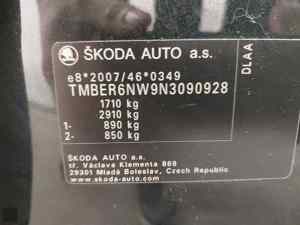 ŠKODA AUTO a.s.
e8*2007/46*0349
TMBER6NW9N3090928
1710 kg
2910 kg
1- 890 kg
2- 850 kg
ŠKODA AUTO a.s.
tř. Václava Klementa 869
29301 Mladá Boleslav, Czech Republic
www.skoda-auto.com
DLAA